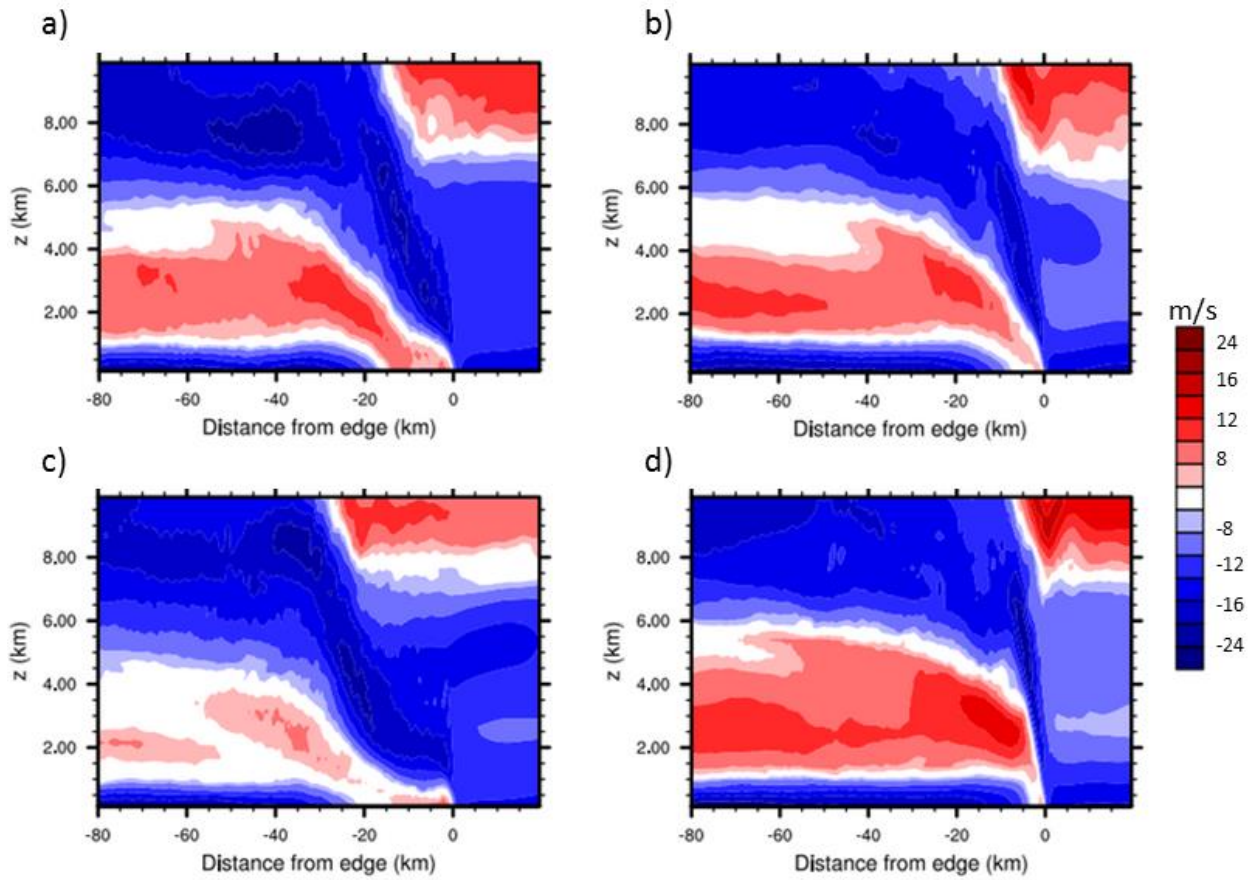 a)
8.00
6.00
4.00
2.00
z (km)
-80 -60 -40 -20 0
Distance from edge (km)
b)
8.00
6.00
4.00
2.00
z (km)
-80 -60 -40 -20 0
Distance from edge (km)
c)
8.00
6.00
4.00
2.00
z (km)
-80 -60 -40 -20 0
Distance from edge (km)
d)
8.00
6.00
4.00
2.00
z (km)
-80 -60 -40 -20 0
Distance from edge (km)
m/s
24
16
12
8
-8
-12
-16
-24